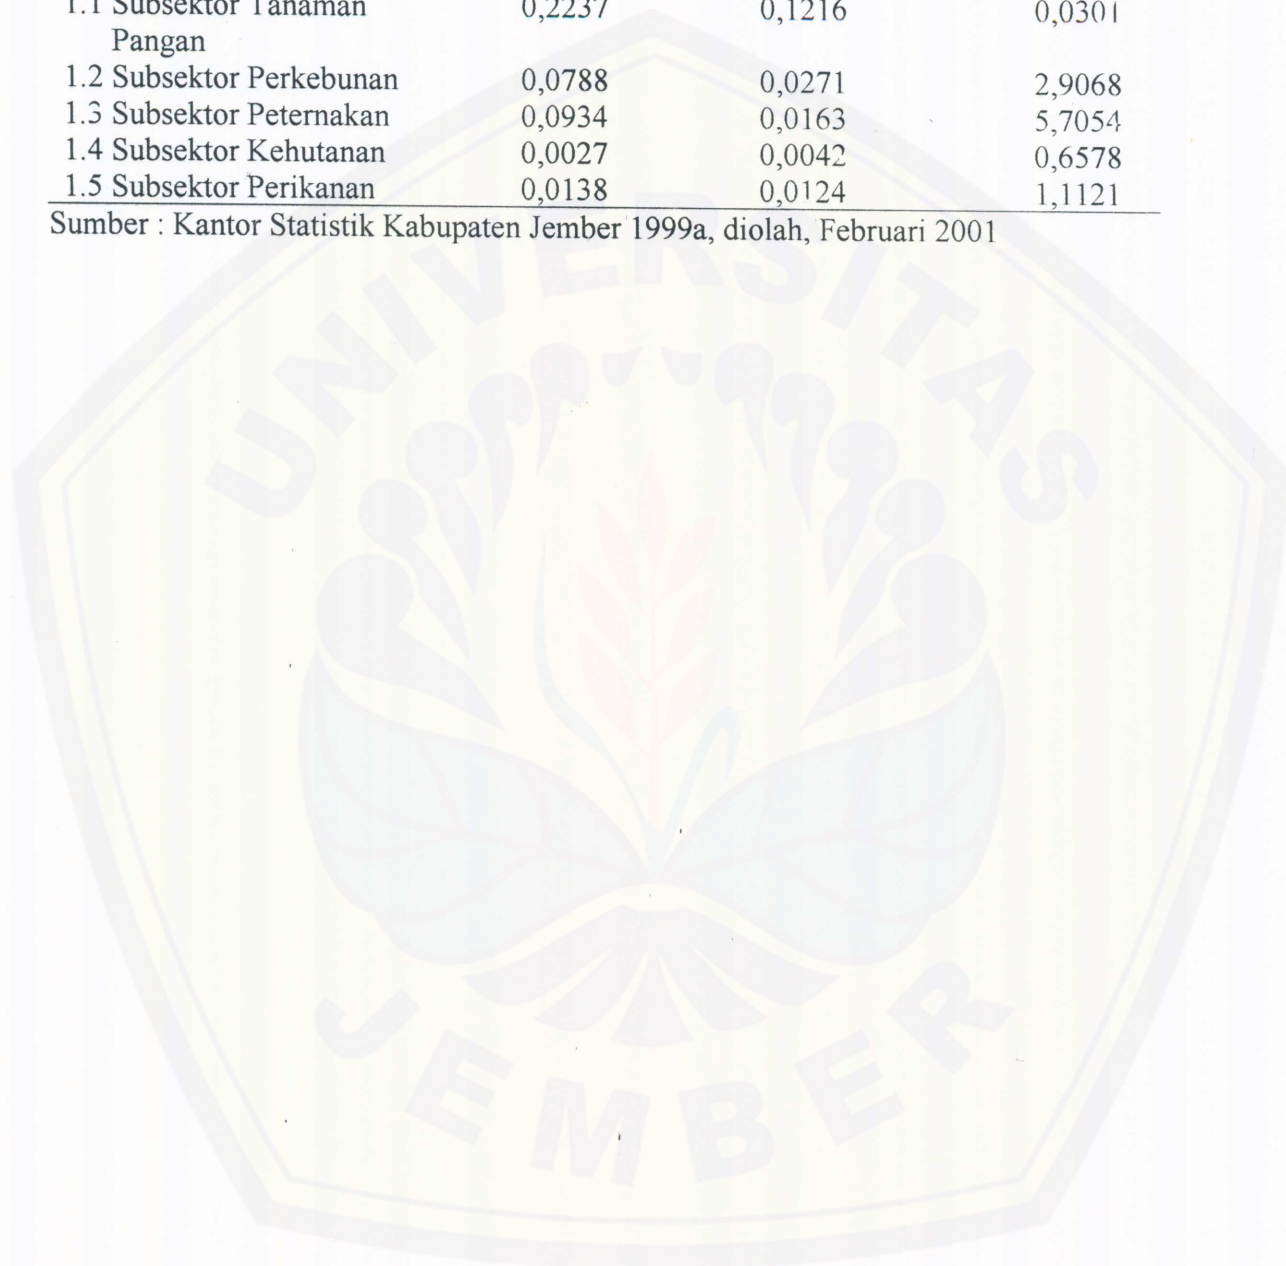 1.1 Subsektor Tanaman 0,2237 0,1216 0,0301
Pangan
1.2 Subsektor Perkebunan 0,0788 0,0271 2,9068
1.3 Subsektor Peternakan 0,0934 0,0163 5,7054
1.4 Subsektor Kehutanan 0,0027 0,0042 0,6578
1.5 Subsektor Perikanan 0,0138 0,0124 1,1121
Sumber : Kantor Statistik Kabupaten Jember 1999a, diolah, Februari 2001
UNIVERSITAS
JEMBER